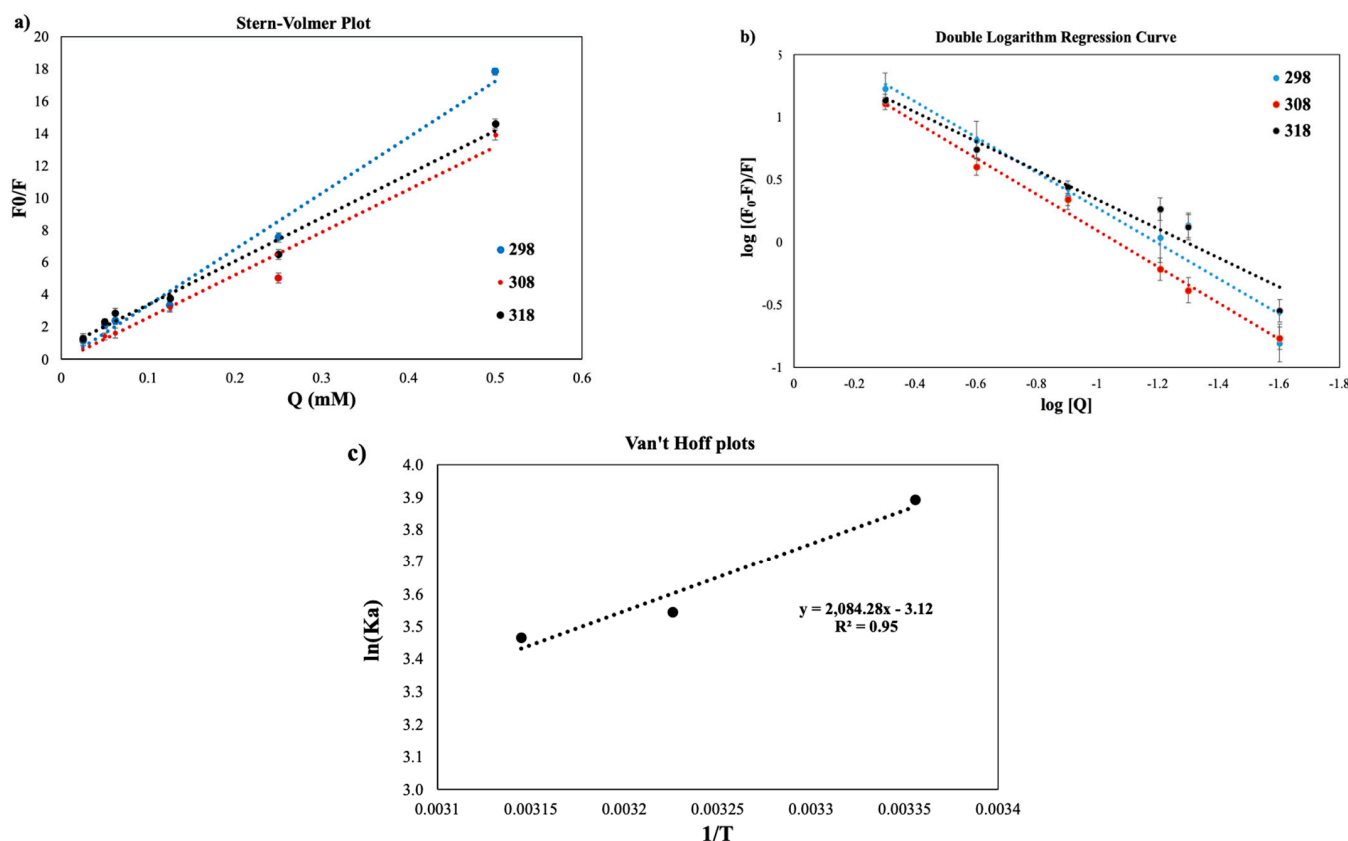 a)
Stern-Volmer Plot
20
18
16
14
12
10
8
6
4
2
0
F0/F
0 0.1 0.2 0.3 0.4 0.5 0.6
Q (mM)
298
308
318
b)
Double Logarithm Regression Curve
5
1
0.5
0
-0.5
-1
log [(F₀-F)/F]
0 -0.2 -0.4 -0.6 -0.8 -1 -1.2 -1.4 -1.6 -1.8
log [Q]
298
308
318
c)
Van't Hoff plots
4.0
3.9
3.8
3.7
3.6
3.5
3.4
3.3
3.2
3.1
3.0
ln(Ka)
y = 2,084.28x - 3.12
R² = 0.95
0.0031 0.00315 0.0032 0.00325 0.0033 0.00335 0.0034
1/T